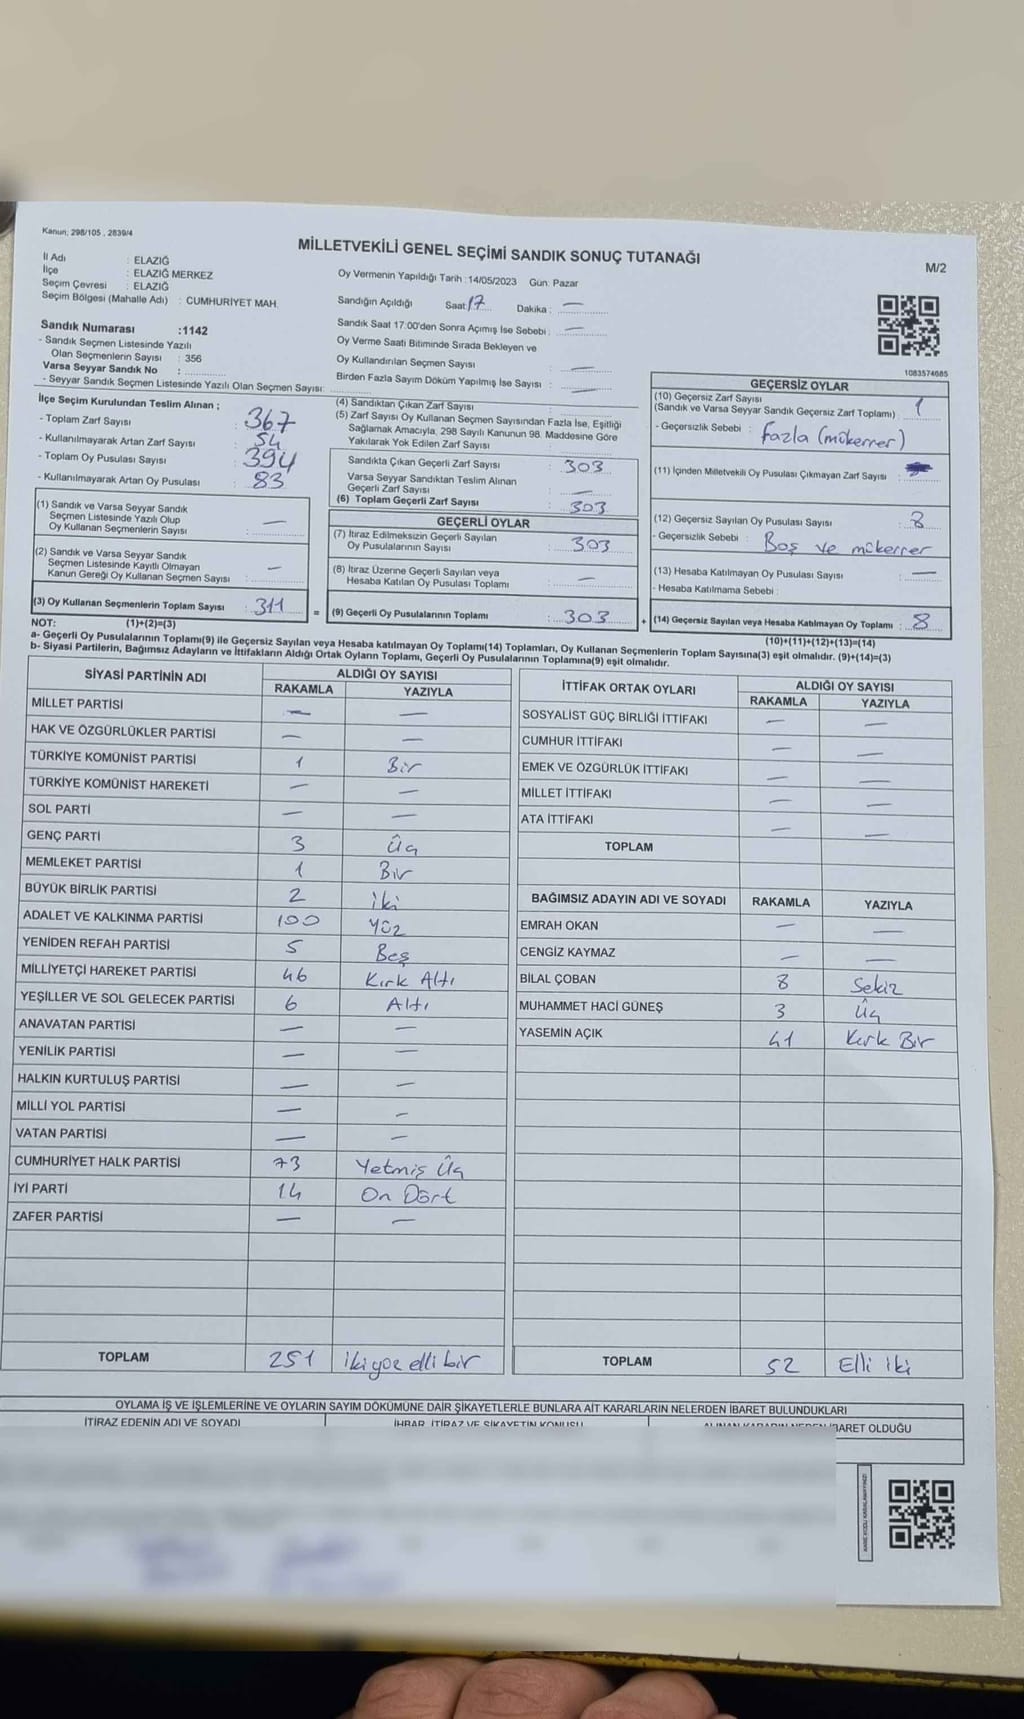 Kanun; 298/105 , 2839/4
MİLLETVEKİLİ GENEL SEÇİMİ SANDIK SONUÇ TUTANAĞI
M/2
İl Adı : ELAZIĞ
İlçe : ELAZIĞ MERKEZ
Seçim Çevresi : ELAZIĞ
Seçim Bölgesi (Mahalle Adı) : CUMHURİYET MAH.
Sandık Numarası :1142
- Sandık Seçmen Listesinde Yazılı
Olan Seçmenlerin Sayısı : 356
Varsa Seyyar Sandık No :
- Seyyar Sandık Seçmen Listesinde Yazılı Olan Seçmen Sayısı:
Oy Vermenin Yapıldığı Tarih :14/05/2023 Gün: Pazar
Sandığın Açıldığı Saat: 17 Dakika : —
Sandık Saat 17:00'den Sonra Açımış İse Sebebi : —
Oy Verme Saati Bitiminde Sırada Bekleyen ve
Oy Kullandırılan Seçmen Sayısı : —
Birden Fazla Sayım Döküm Yapılmış İse Sayısı : —
1083574685
İlçe Seçim Kurulundan Teslim Alınan ;
- Toplam Zarf Sayısı : 367
- Kullanılmayarak Artan Zarf Sayısı : 54
- Toplam Oy Pusulası Sayısı : 394
- Kullanılmayarak Artan Oy Pusulası : 83
(1) Sandık ve Varsa Seyyar Sandık
Seçmen Listesinde Yazılı Olup
Oy Kullanan Seçmenlerin Sayısı : —
(2) Sandık ve Varsa Seyyar Sandık
Seçmen Listesinde Kayıtlı Olmayan
Kanun Gereği Oy Kullanan Seçmen Sayısı : —
(3) Oy Kullanan Seçmenlerin Toplam Sayısı : 311 =
(4) Sandıktan Çıkan Zarf Sayısı :
(5) Zarf Sayısı Oy Kullanan Seçmen Sayısından Fazla İse, Eşitliği
Sağlamak Amacıyla, 298 Sayılı Kanunun 98. Maddesine Göre
Yakılarak Yok Edilen Zarf Sayısı :
Sandıkta Çıkan Geçerli Zarf Sayısı : 303
Varsa Seyyar Sandıktan Teslim Alınan
Geçerli Zarf Sayısı : —
(6) Toplam Geçerli Zarf Sayısı : 303
GEÇERLİ OYLAR
(7) İtiraz Edilmeksizin Geçerli Sayılan
Oy Pusulalarının Sayısı : 303
(8) İtiraz Üzerine Geçerli Sayılan veya
Hesaba Katılan Oy Pusulası Toplamı : —
(9) Geçerli Oy Pusulalarının Toplamı : 303 +
GEÇERSİZ OYLAR
(10) Geçersiz Zarf Sayısı
(Sandık ve Varsa Seyyar Sandık Geçersiz Zarf Toplamı) : 1
- Geçersizlik Sebebi : Fazla (mükerrer)
(11) İçinden Milletvekili Oy Pusulası Çıkmayan Zarf Sayısı :
(12) Geçersiz Sayılan Oy Pusulası Sayısı : 8
- Geçersizlik Sebebi : Boş ve mükerrer
(13) Hesaba Katılmayan Oy Pusulası Sayısı : —
- Hesaba Katılmama Sebebi :
(14) Geçersiz Sayılan veya Hesaba Katılmayan Oy Toplamı : 8
NOT: (1)+(2)=(3) (10)+(11)+(12)+(13)=(14)
a- Geçerli Oy Pusulalarının Toplamı(9) ile Geçersiz Sayılan veya Hesaba katılmayan Oy Toplamı(14) Toplamları, Oy Kullanan Seçmenlerin Toplam Sayısına(3) eşit olmalıdır. (9)+(14)=(3)
b- Siyasi Partilerin, Bağımsız Adayların ve İttifakların Aldığı Ortak Oyların Toplamı, Geçerli Oy Pusulalarının Toplamına(9) eşit olmalıdır.
SİYASİ PARTİNİN ADI ALDIĞI OY SAYISI
RAKAMLA YAZIYLA
MİLLET PARTİSİ — —
HAK VE ÖZGÜRLÜKLER PARTİSİ — —
TÜRKİYE KOMÜNİST PARTİSİ 1 Bir
TÜRKİYE KOMÜNİST HAREKETİ — —
SOL PARTİ — —
GENÇ PARTİ 3 Üç
MEMLEKET PARTİSİ 1 Bir
BÜYÜK BİRLİK PARTİSİ 2 iki
ADALET VE KALKINMA PARTİSİ 100 Yüz
YENİDEN REFAH PARTİSİ 5 Beş
MİLLİYETÇİ HAREKET PARTİSİ 46 Kırk Altı
YEŞİLLER VE SOL GELECEK PARTİSİ 6 Altı
ANAVATAN PARTİSİ — —
YENİLİK PARTİSİ — —
HALKIN KURTULUŞ PARTİSİ — —
MİLLİ YOL PARTİSİ — —
VATAN PARTİSİ — —
CUMHURİYET HALK PARTİSİ 73 Yetmiş Üç
İYİ PARTİ 14 On Dört
ZAFER PARTİSİ — —
TOPLAM 251 ikiyüz elli bir
İTTİFAK ORTAK OYLARI ALDIĞI OY SAYISI
RAKAMLA YAZIYLA
SOSYALİST GÜÇ BİRLİĞİ İTTİFAKI — —
CUMHUR İTTİFAKI — —
EMEK VE ÖZGÜRLÜK İTTİFAKI — —
MİLLET İTTİFAKI — —
ATA İTTİFAKI — —
TOPLAM
BAĞIMSIZ ADAYIN ADI VE SOYADI RAKAMLA YAZIYLA
EMRAH OKAN — —
CENGİZ KAYMAZ — —
BİLAL ÇOBAN 8 Sekiz
MUHAMMET HACİ GÜNEŞ 3 Üç
YASEMİN AÇIK 41 Kırk Bir
TOPLAM 52 Elli iki
OYLAMA İŞ VE İŞLEMLERİNE VE OYLARIN SAYIM DÖKÜMÜNE DAİR ŞİKAYETLERLE BUNLARA AİT KARARLARIN NELERDEN İBARET BULUNDUKLARI
İTİRAZ EDENİN ADI VE SOYADI İHBAR, İTİRAZ VE ŞİKAYETİN KONUSU ALINAN KARARIN NEDEN İBARET OLDUĞU
KARE KODU KARALAMAYINIZ!